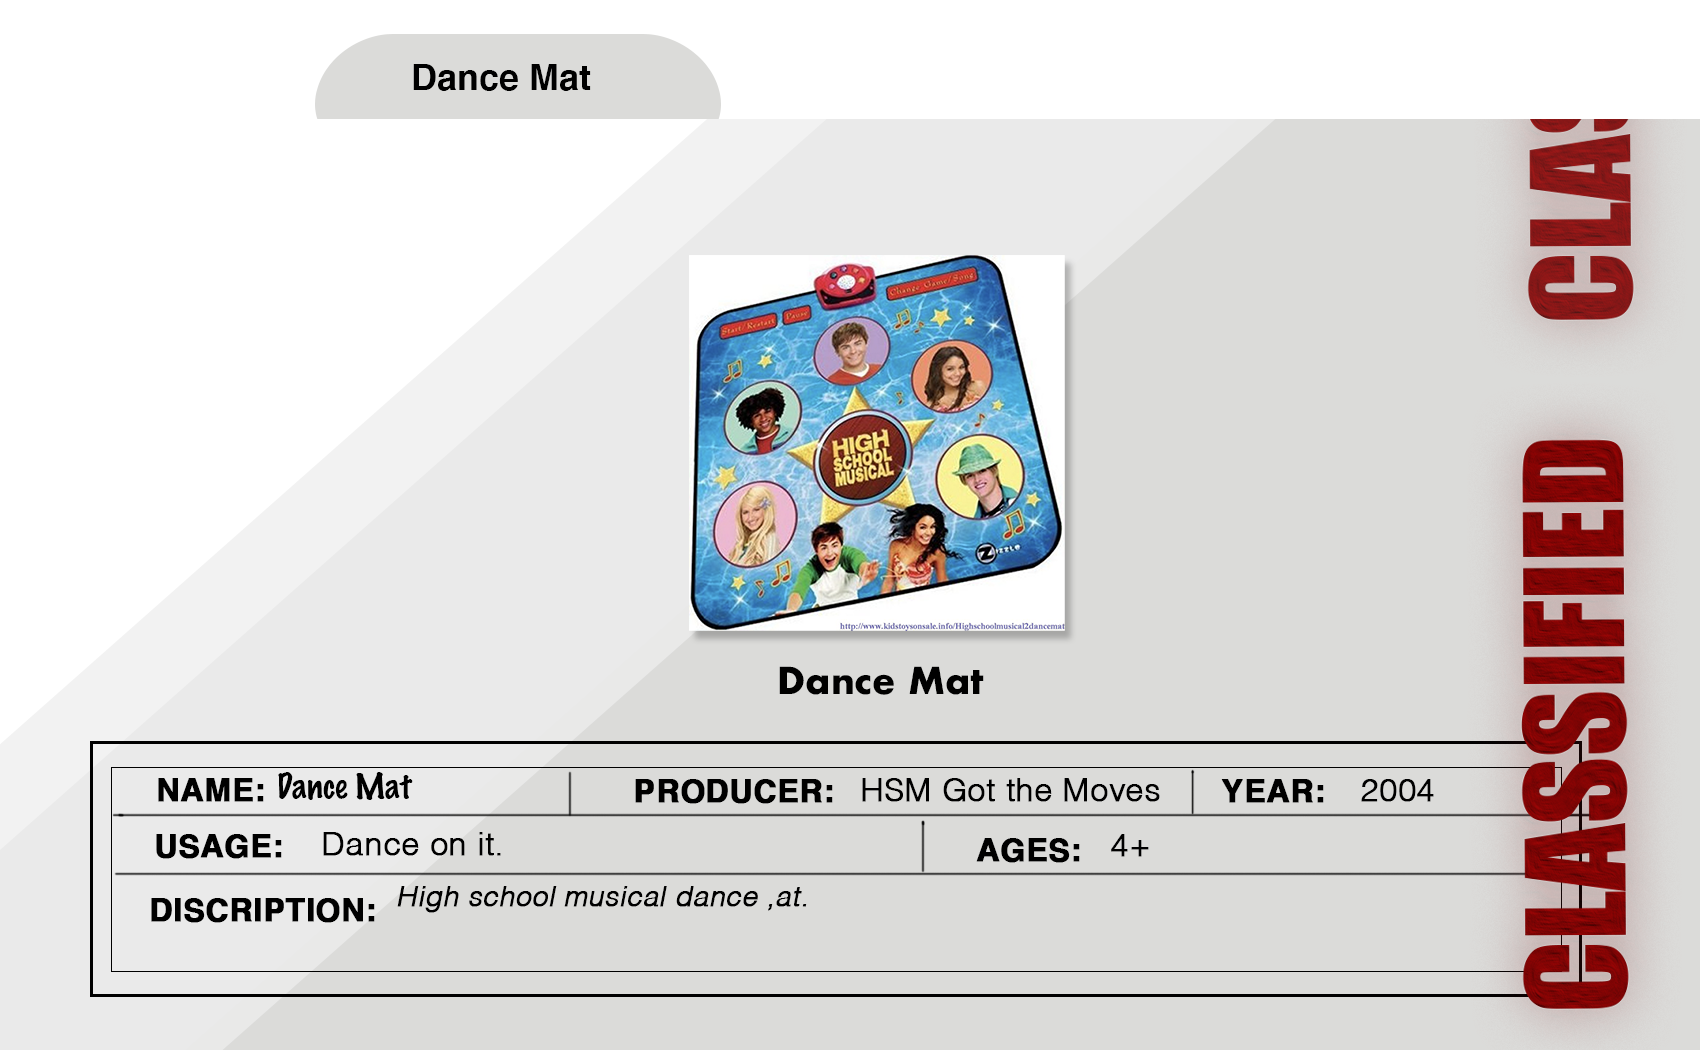 Dance Mat
CLAS
CLASSIFIED
Start/Restart
Pause
Change Game/Song
HIGH
SCHOOL
MUSICAL
ZIZZLE
http://www.kidstoysonsale.info/Highschoolmusical2dancemat
Dance Mat
NAME: Dance Mat PRODUCER: HSM Got the Moves YEAR: 2004
USAGE: Dance on it. AGES: 4+
DISCRIPTION: High school musical dance ,at.